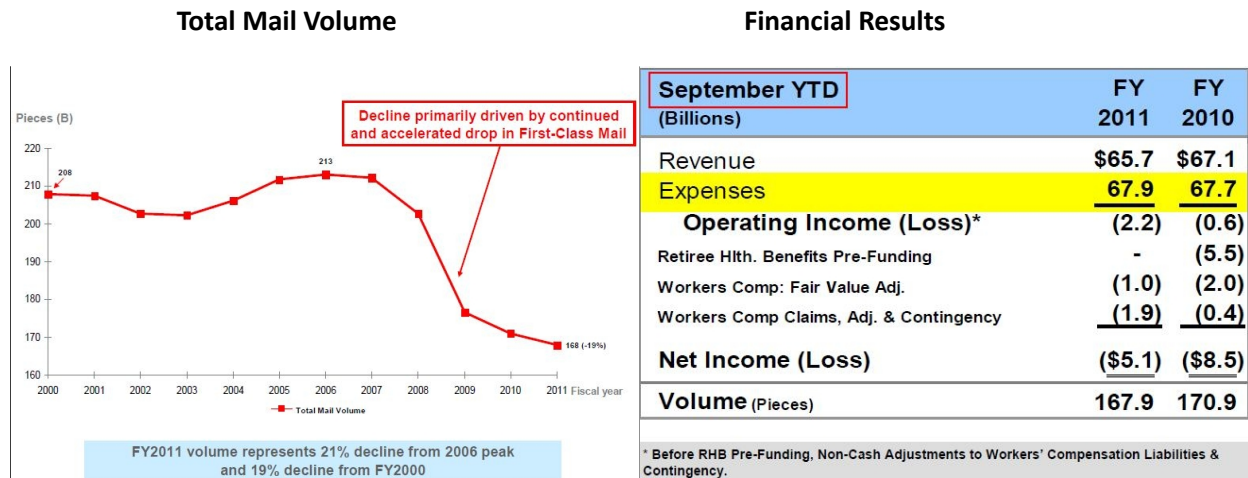 Total Mail Volume
Pieces (B)
220
210
200
190
180
170
160
208
213
168 (-19%)
Decline primarily driven by continued
and accelerated drop in First-Class Mail
2000 2001 2002 2003 2004 2005 2006 2007 2008 2009 2010 2011 Fiscal year
Total Mail Volume
FY2011 volume represents 21% decline from 2006 peak
and 19% decline from FY2000
Financial Results
September YTD FY FY
(Billions) 2011 2010
Revenue $65.7 $67.1
Expenses 67.9 67.7
Operating Income (Loss)* (2.2) (0.6)
Retiree Hlth. Benefits Pre-Funding - (5.5)
Workers Comp: Fair Value Adj. (1.0) (2.0)
Workers Comp Claims, Adj. & Contingency (1.9) (0.4)
Net Income (Loss) ($5.1) ($8.5)
Volume (Pieces) 167.9 170.9
* Before RHB Pre-Funding, Non-Cash Adjustments to Workers' Compensation Liabilities &
Contingency.